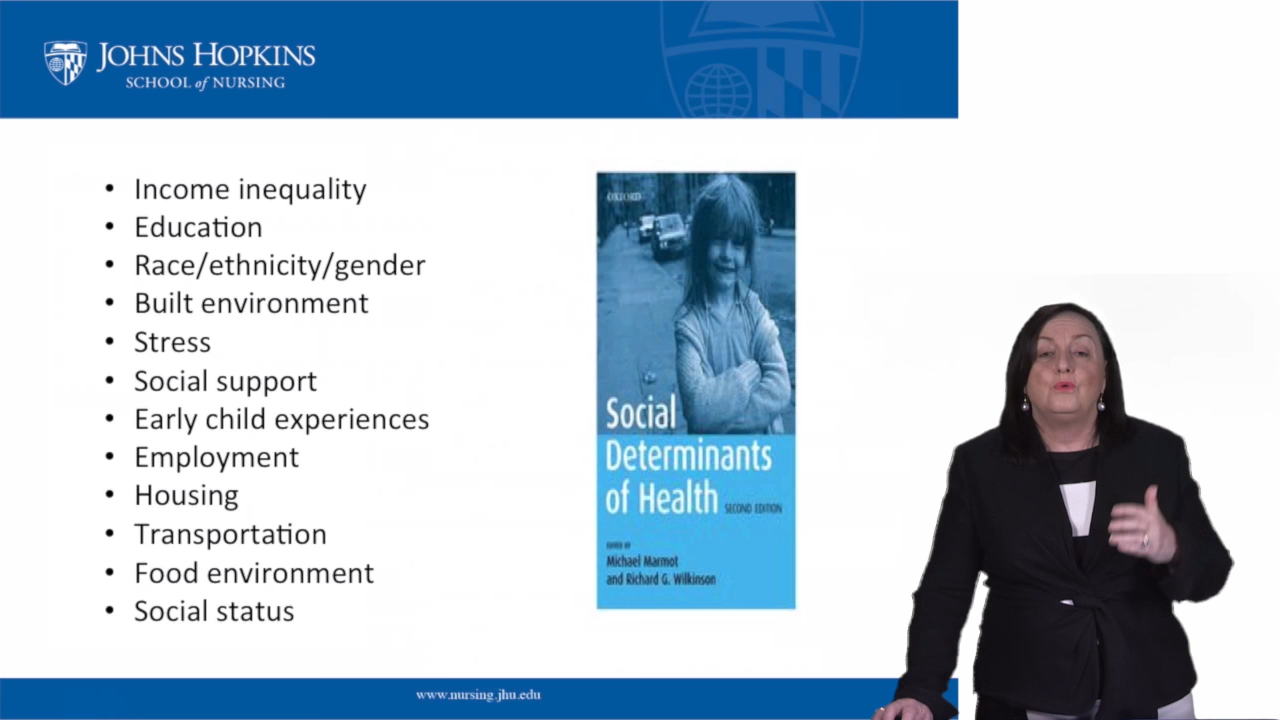 JOHNS HOPKINS
SCHOOL of NURSING
• Income inequality
• Education
• Race/ethnicity/gender
• Built environment
• Stress
• Social support
• Early child experiences
• Employment
• Housing
• Transportation
• Food environment
• Social status
OXFORD
Social
Determinants
of Health SECOND EDITION
EDITED BY
Michael Marmot
and Richard G. Wilkinson
www.nursing.jhu.edu